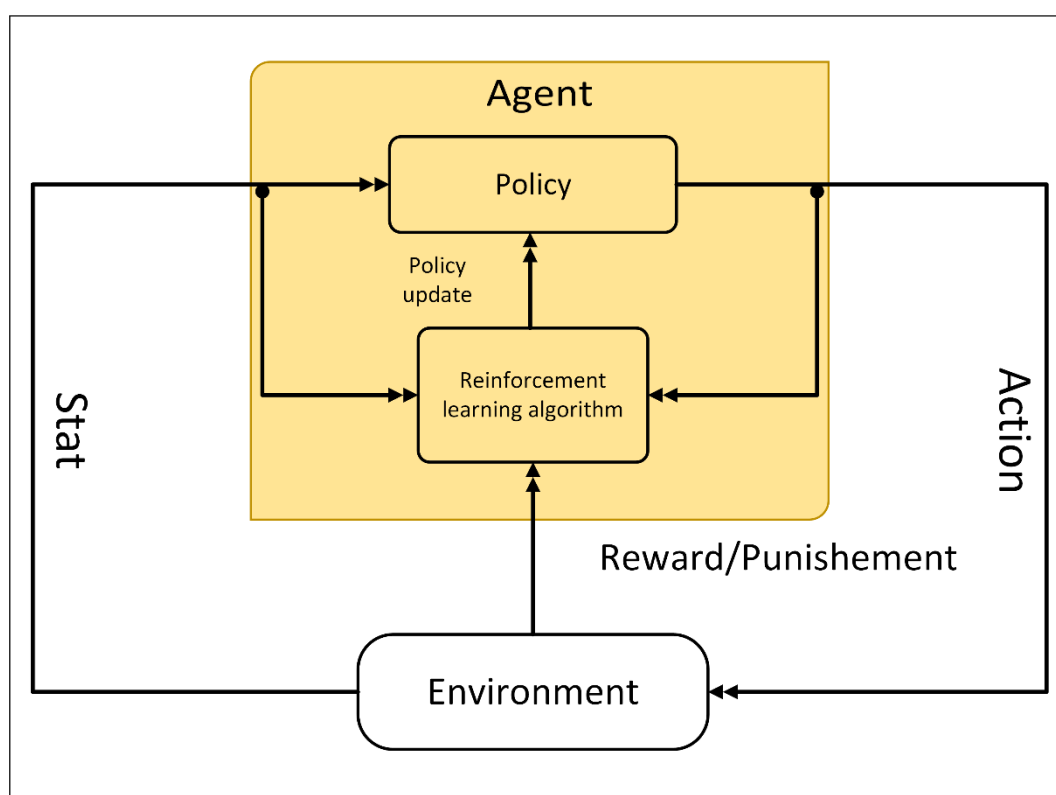 Agent
Policy
Policy
update
Reinforcement
learning algorithm
Stat
Action
Reward/Punishement
Environment